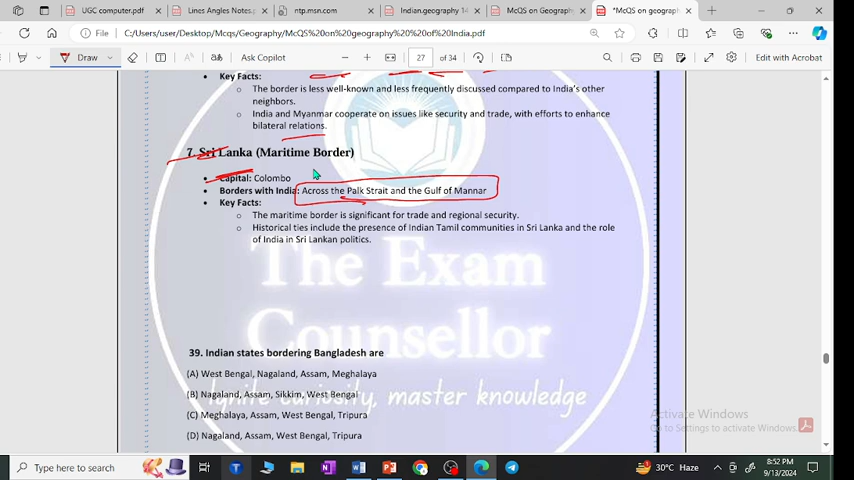 UGC computer.pdf
Lines Angles Notes.p
ntp.msn.com
Indian.geography 1
McQS on Geography
*McQS on geograph
File
C:/Users/user/Desktop/Mcqs/Geography/McQS%20on%20geography%20%20of%20India.pdf
Draw
Ask Copilot
27
of 34
Edit with Acrobat
Key Facts:
The border is less well-known and less frequently discussed compared to India's other
neighbors.
India and Myanmar cooperate on issues like security and trade, with efforts to enhance
bilateral relations.
7. Sri Lanka (Maritime Border)
Capital: Colombo
Borders with India: Across the Palk Strait and the Gulf of Mannar
Key Facts:
The maritime border is significant for trade and regional security.
Historical ties include the presence of Indian Tamil communities in Sri Lanka and the role
of India in Sri Lankan politics.
The Exam
Counsellor
39. Indian states bordering Bangladesh are
(A) West Bengal, Nagaland, Assam, Meghalaya
(B) Nagaland, Assam, Sikkim, West Bengal
Ignite curiosity, master knowledge
(C) Meghalaya, Assam, West Bengal, Tripura
(D) Nagaland, Assam, West Bengal, Tripura
Activate Windows
Go to Settings to activate Windows.
Type here to search
30°C Haze
8:52 PM
9/13/2024